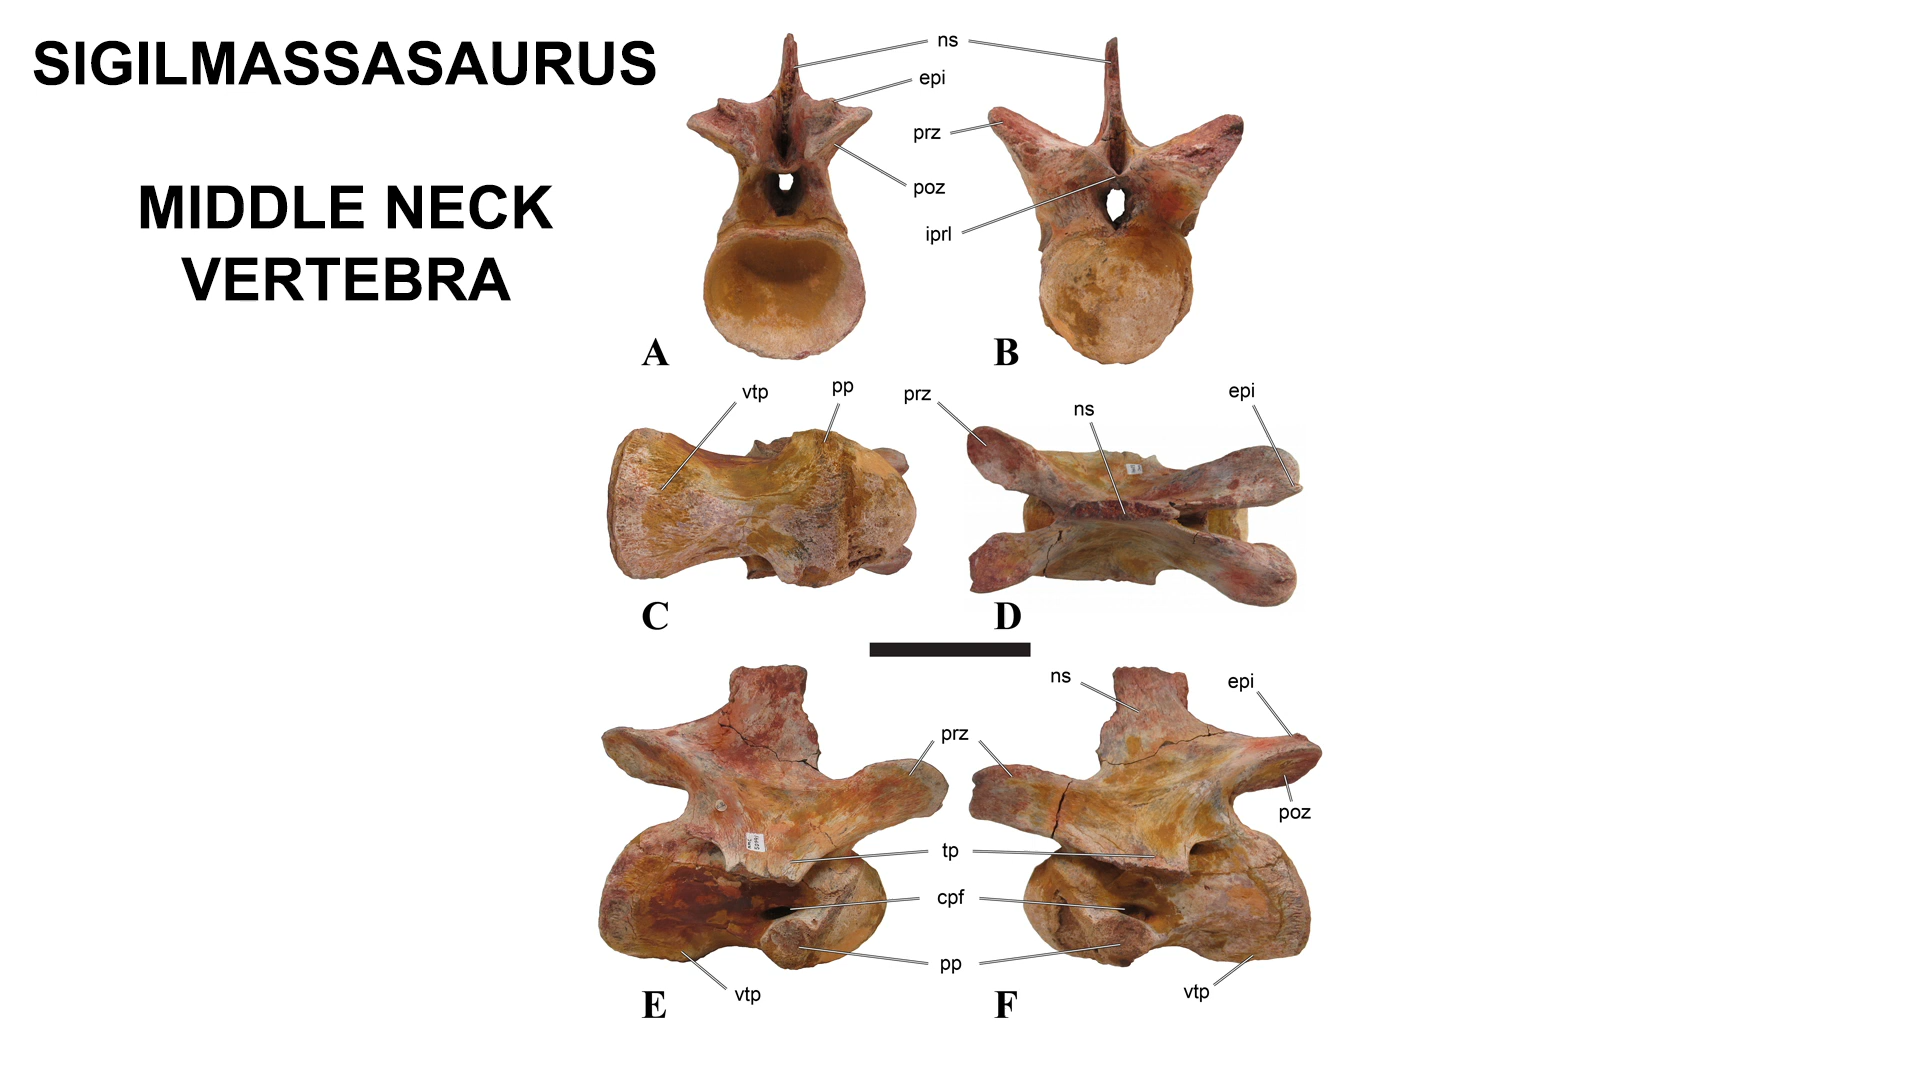 SIGILMASSASAURUS
MIDDLE NECK
VERTEBRA
ns
epi
prz
poz
iprl
A
B
vtp
pp
prz
ns
epi
C
D
ns
epi
prz
poz
tp
cpf
pp
vtp
vtp
E
F